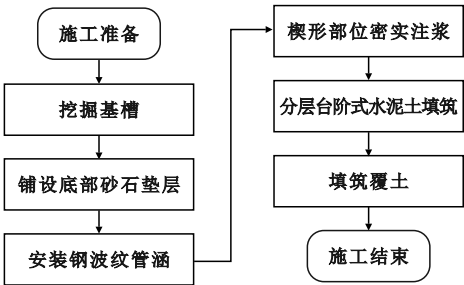 施工准备
挖掘基槽
铺设底部砂石垫层
安装钢波纹管涵
楔形部位密实注浆
分层台阶式水泥土填筑
填筑覆土
施工结束